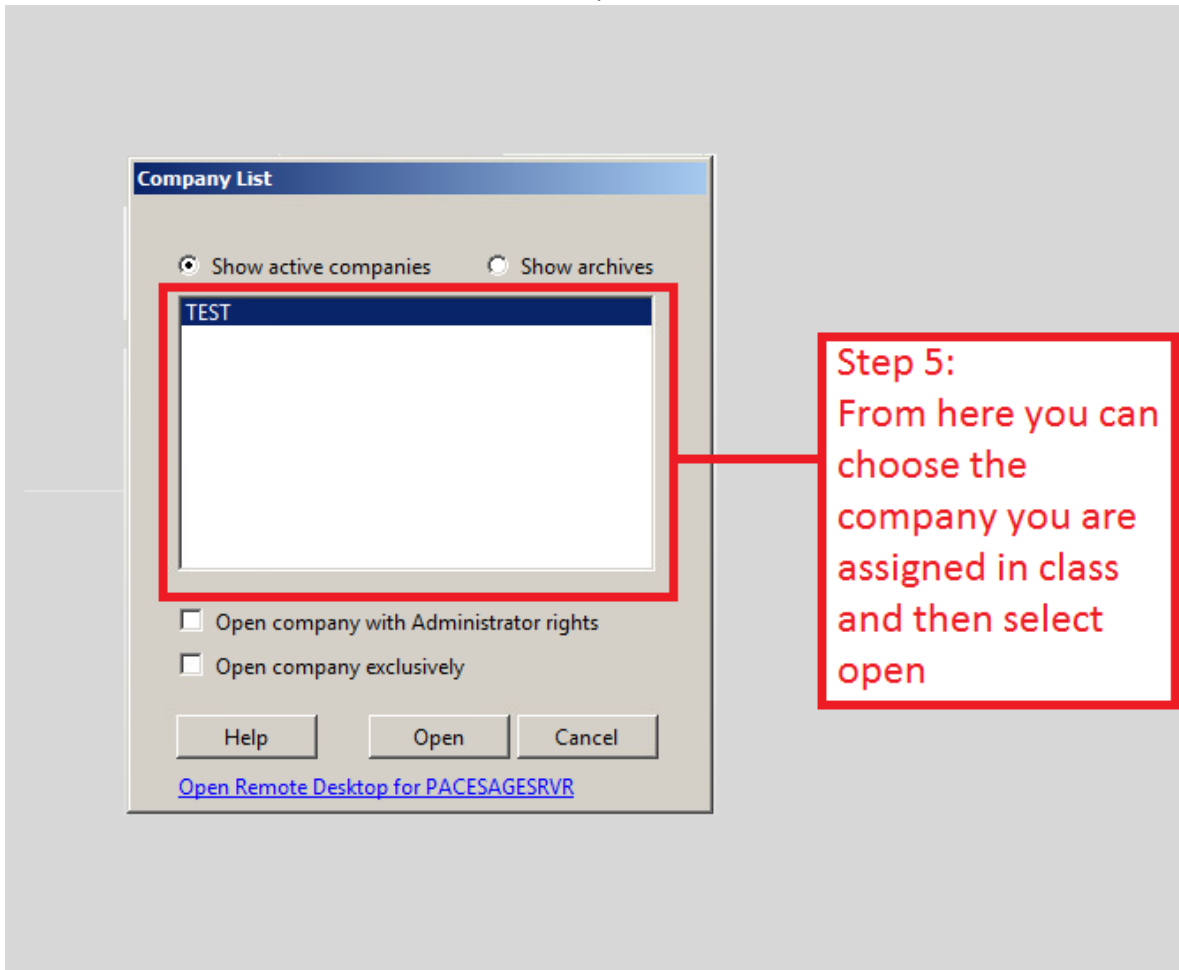 Company List
Show active companies
Show archives
TEST
Step 5:
From here you can
choose the
company you are
assigned in class
and then select
open
Open company with Administrator rights
Open company exclusively
Help
Open
Cancel
Open Remote Desktop for PACESAGESRVR